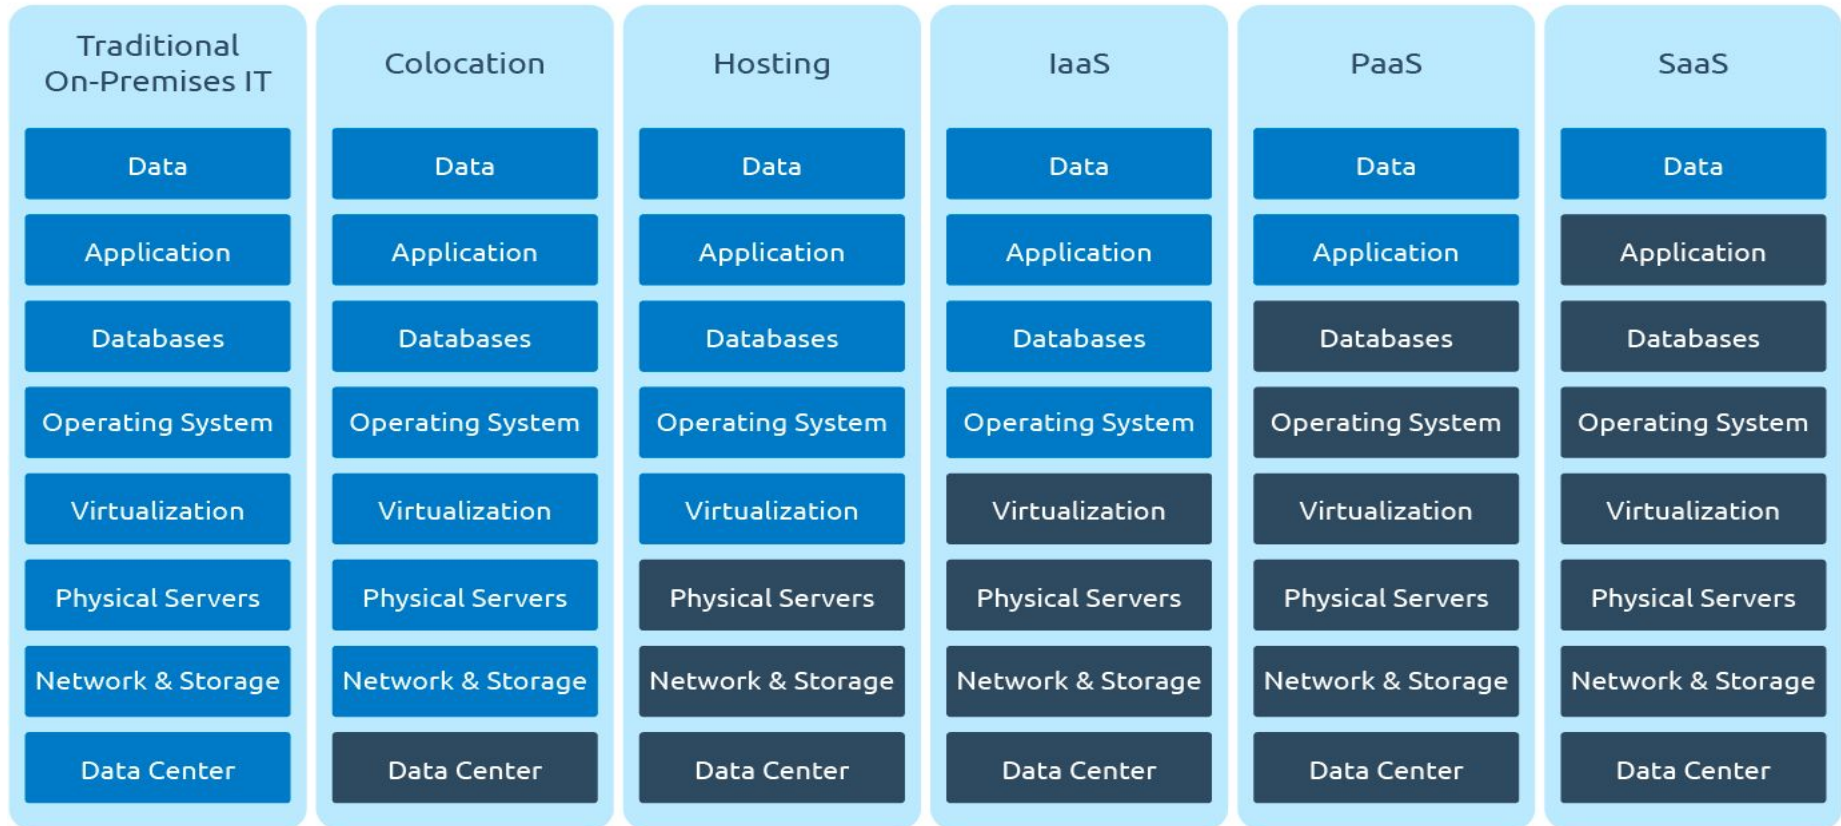 Traditional
On-Premises IT
Data
Application
Databases
Operating System
Virtualization
Physical Servers
Network & Storage
Data Center
Colocation
Data
Application
Databases
Operating System
Virtualization
Physical Servers
Network & Storage
Data Center
Hosting
Data
Application
Databases
Operating System
Virtualization
Physical Servers
Network & Storage
Data Center
IaaS
Data
Application
Databases
Operating System
Virtualization
Physical Servers
Network & Storage
Data Center
PaaS
Data
Application
Databases
Operating System
Virtualization
Physical Servers
Network & Storage
Data Center
SaaS
Data
Application
Databases
Operating System
Virtualization
Physical Servers
Network & Storage
Data Center